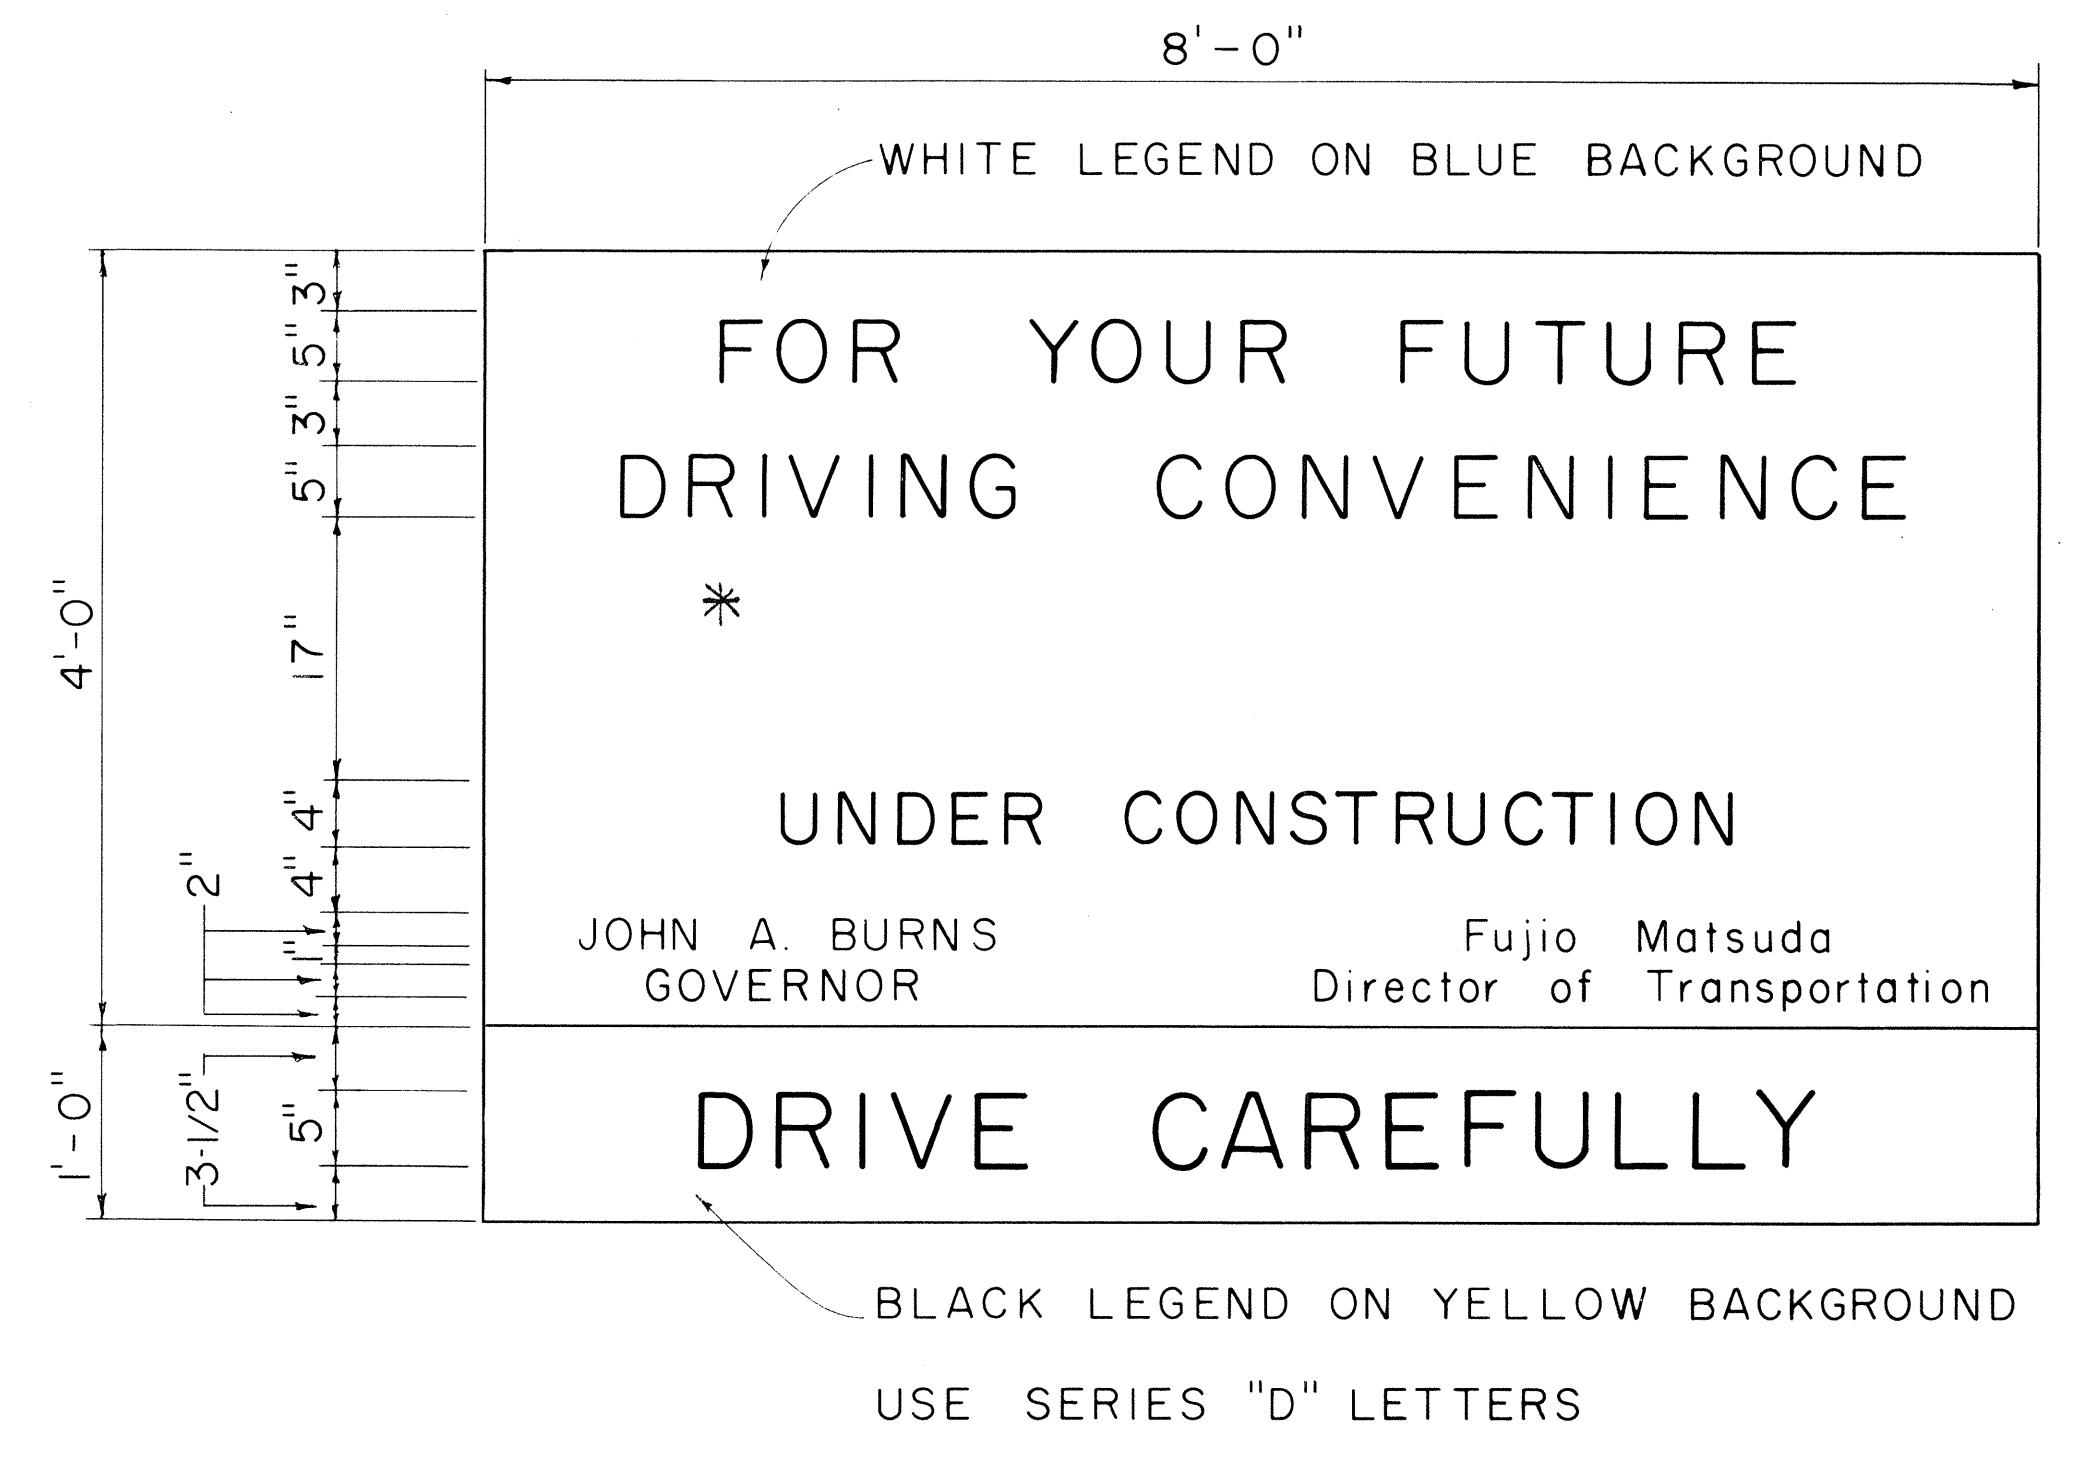 8'-0"
WHITE LEGEND ON BLUE BACKGROUND
3"
5"
3"
5"
17"
4"
4"
2"
1"
4'-0"
FOR YOUR FUTURE
DRIVING CONVENIENCE
*
UNDER CONSTRUCTION
JOHN A. BURNS
GOVERNOR
Fujio Matsuda
Director of Transportation
1'-0"
3-1/2"
5"
DRIVE CAREFULLY
BLACK LEGEND ON YELLOW BACKGROUND
USE SERIES "D" LETTERS